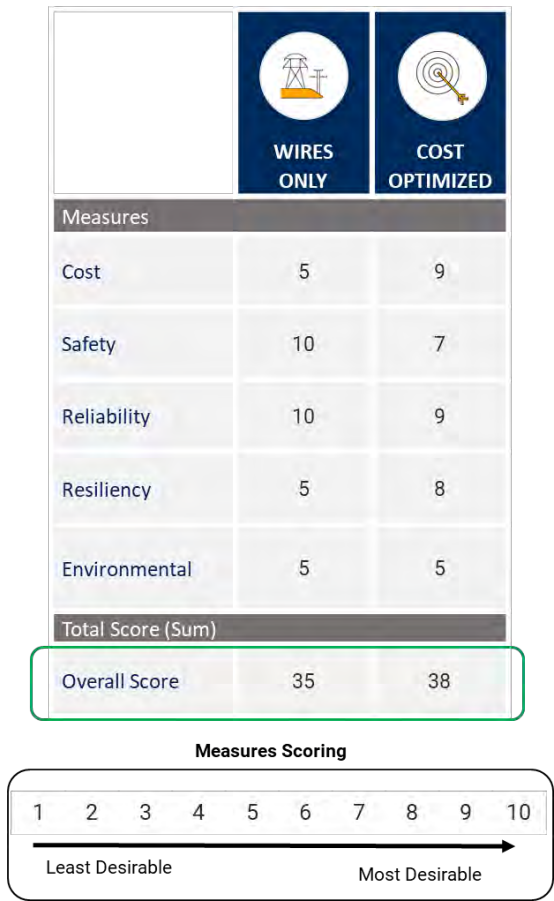 WIRES ONLY COST OPTIMIZED
Measures
Cost 5 9
Safety 10 7
Reliability 10 9
Resiliency 5 8
Environmental 5 5
Total Score (Sum)
Overall Score 35 38
Measures Scoring
1 2 3 4 5 6 7 8 9 10
Least Desirable Most Desirable